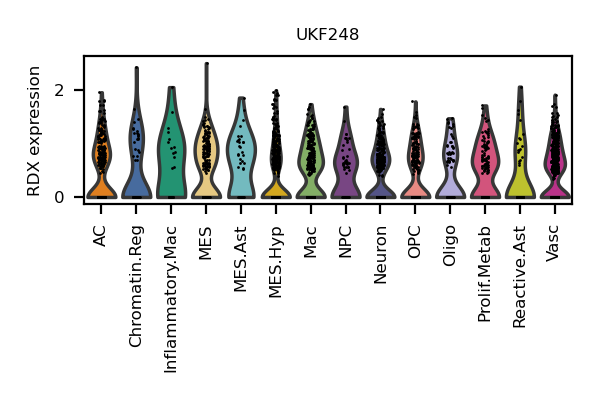 UKF248
RDX expression
2
0
AC
Chromatin.Reg
Inflammatory.Mac
MES
MES.Ast
MES.Hyp
Mac
NPC
Neuron
OPC
Oligo
Prolif.Metab
Reactive.Ast
Vasc